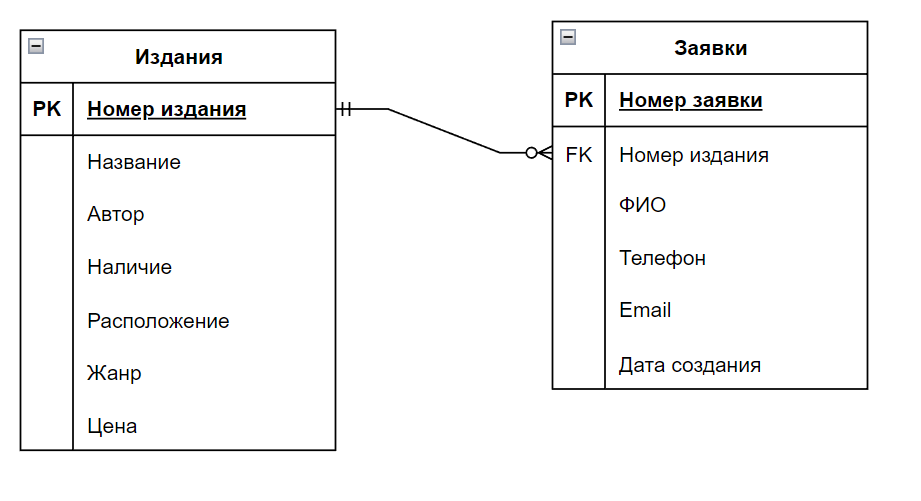 Издания
PK Номер издания
Название
Автор
Наличие
Расположение
Жанр
Цена
Заявки
PK Номер заявки
FK Номер издания
ФИО
Телефон
Email
Дата создания